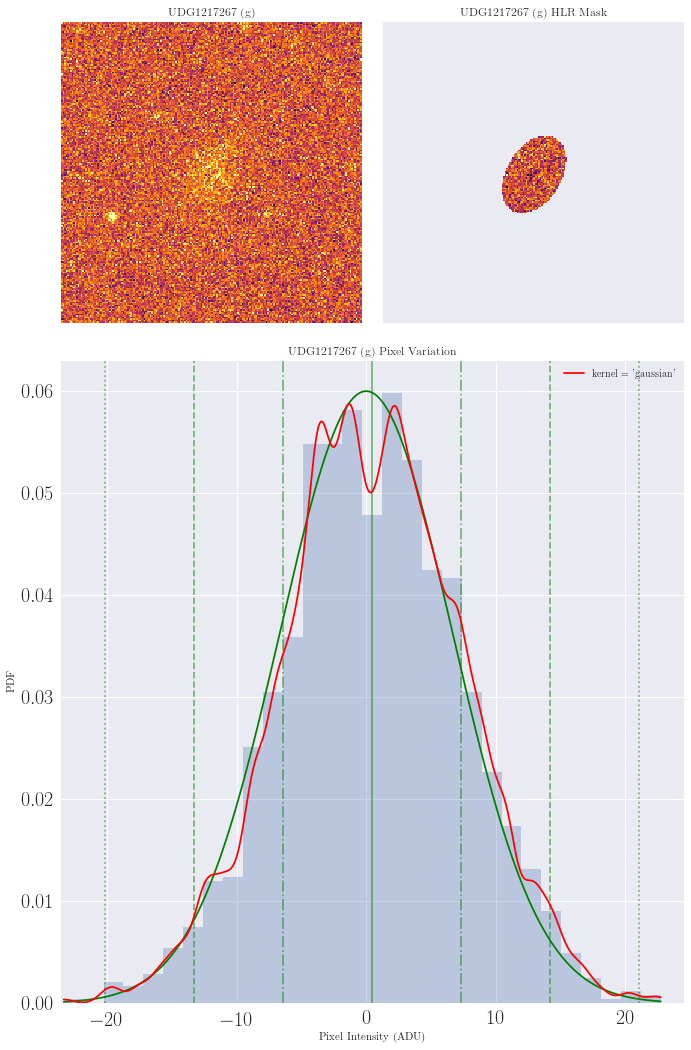 UDG1217267 (g)
UDG1217267 (g) HLR Mask
UDG1217267 (g) Pixel Variation
kernel = 'gaussian'
0.06
0.05
0.04
0.03
0.02
0.01
0.00
PDF
−20 −10 0 10 20
Pixel Intensity (ADU)